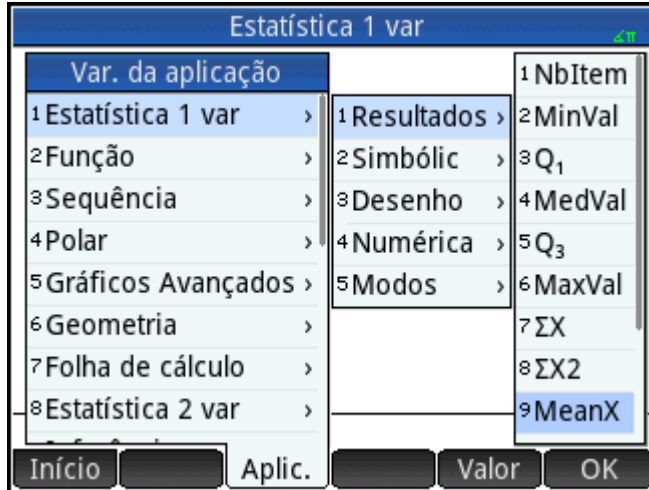 Estatística 1 var
∡π
Var. da aplicação
1 Estatística 1 var ›
2 Função ›
3 Sequência ›
4 Polar ›
5 Gráficos Avançados ›
6 Geometria ›
7 Folha de cálculo ›
8 Estatística 2 var ›
1 Resultados ›
2 Simbólic ›
3 Desenho ›
4 Numérica ›
5 Modos ›
1 NbItem
2 MinVal
3 Q₁
4 MedVal
5 Q₃
6 MaxVal
7 ΣX
8 ΣX2
9 MeanX
Início Aplic. Valor OK